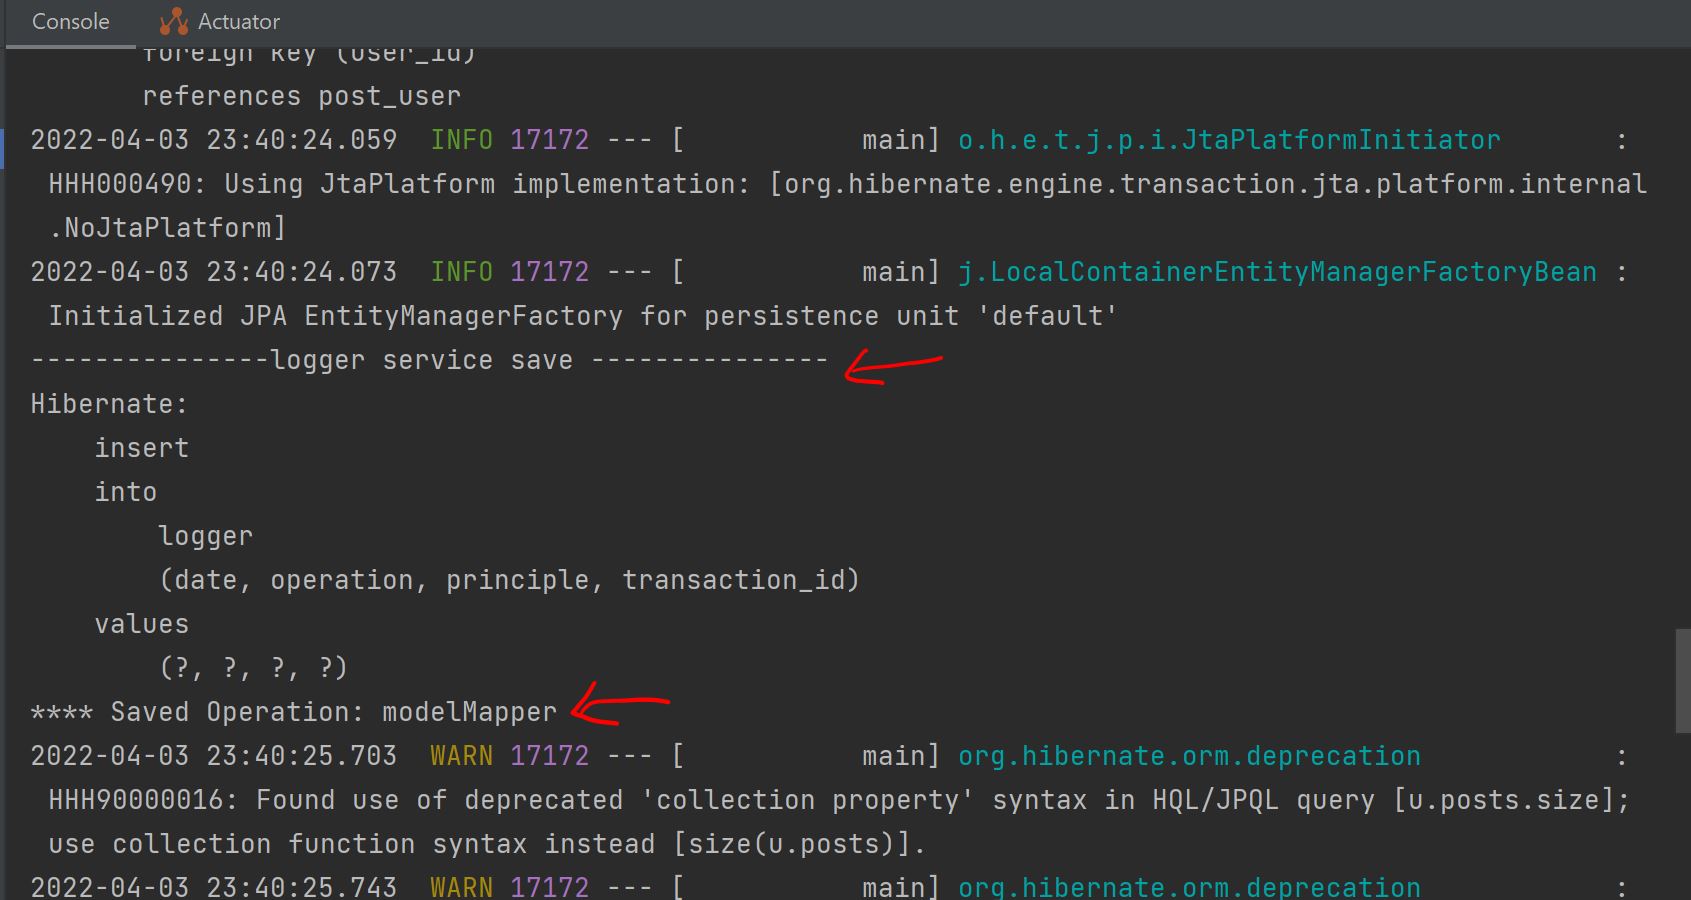 Console Actuator
foreign key (user_id)
references post_user
2022-04-03 23:40:24.059  INFO 17172 --- [           main] o.h.e.t.j.p.i.JtaPlatformInitiator       :
HHH000490: Using JtaPlatform implementation: [org.hibernate.engine.transaction.jta.platform.internal
.NoJtaPlatform]
2022-04-03 23:40:24.073  INFO 17172 --- [           main] j.LocalContainerEntityManagerFactoryBean :
Initialized JPA EntityManagerFactory for persistence unit 'default'
---------------logger service save ---------------
Hibernate:
insert
into
logger
(date, operation, principle, transaction_id)
values
(?, ?, ?, ?)
**** Saved Operation: modelMapper
2022-04-03 23:40:25.703  WARN 17172 --- [           main] org.hibernate.orm.deprecation            :
HHH90000016: Found use of deprecated 'collection property' syntax in HQL/JPQL query [u.posts.size];
use collection function syntax instead [size(u.posts)].
2022-04-03 23:40:25.743  WARN 17172 --- [           main] org.hibernate.orm.deprecation            :